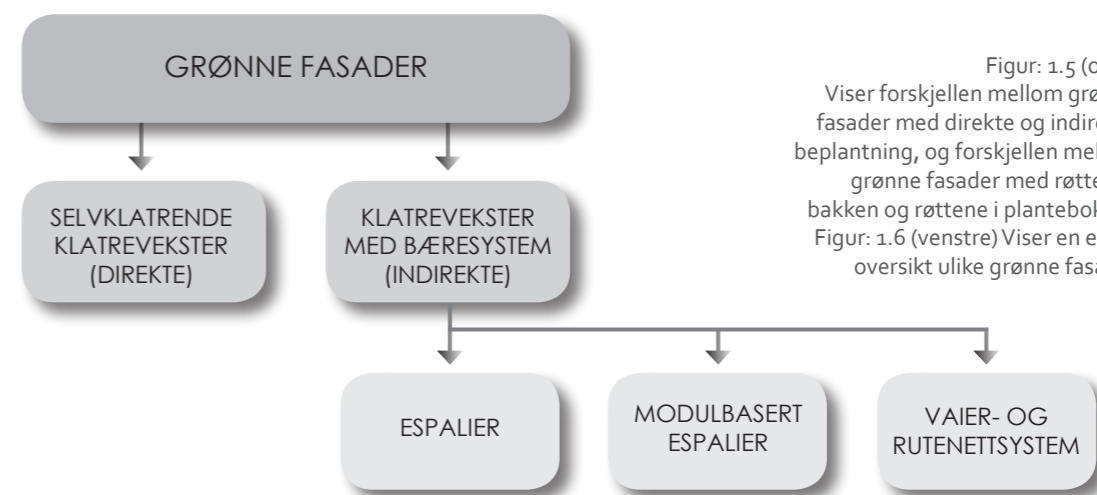 GRØNNE FASADER
SELVKLATRENDE
KLATREVEKSTER
(DIREKTE)
KLATREVEKSTER
MED BÆRESYSTEM
(INDIREKTE)
ESPALIER
MODULBASERT
ESPALIER
VAIER- OG
RUTENETTSYSTEM
Figur: 1.5
Viser forskjellen mellom
fasader med direkte og
beplantning, og forskjellen
grønne fasader med
bakken og røttene i
Figur: 1.6 (venstre) Viser en
oversikt ulike grønne